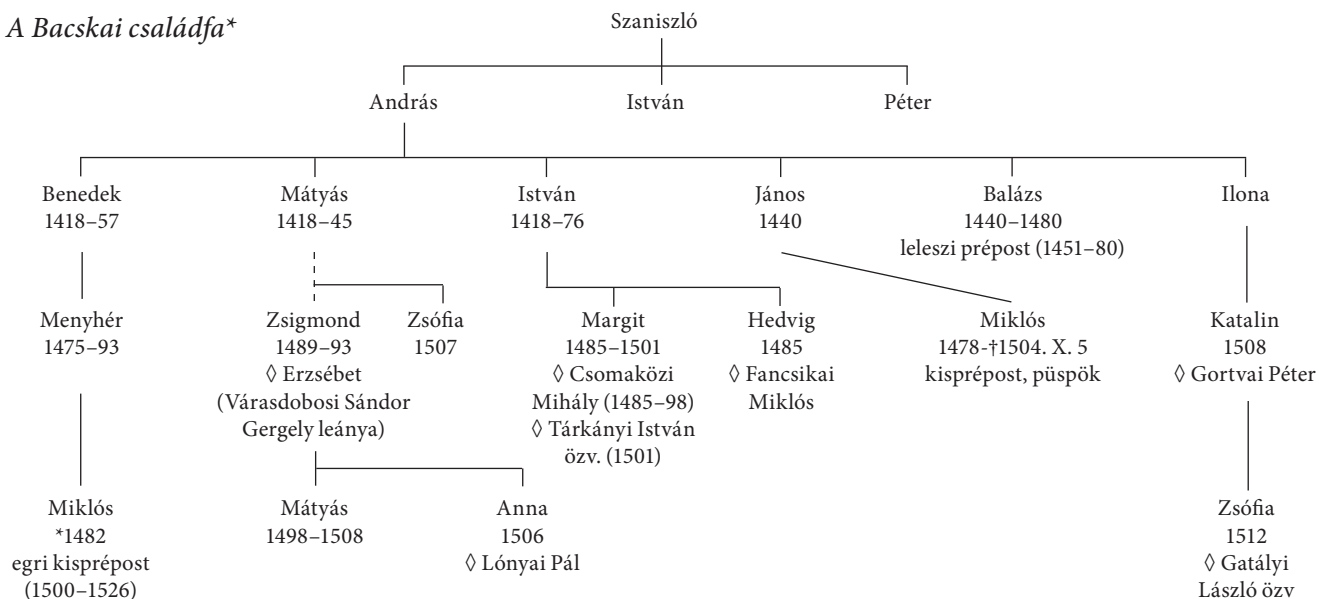 A Bacskai családfa*
Szaniszló
András
István
Péter
Benedek
1418–57
Mátyás
1418–45
István
1418–76
János
1440
Balázs
1440–1480
leleszi prépost (1451–80)
Ilona
Menyhér
1475–93
Zsigmond
1489–93
◊ Erzsébet
(Várasdobosi Sándor
Gergely leánya)
Zsófia
1507
Margit
1485–1501
◊ Csomaközi
Mihály (1485–98)
◊ Tárkányi István
özv. (1501)
Hedvig
1485
◊ Fancsikai
Miklós
Miklós
1478-†1504. X. 5
kisprépost, püspök
Katalin
1508
◊ Gortvai Péter
Miklós
*1482
egri kisprépost
(1500–1526)
Mátyás
1498–1508
Anna
1506
◊ Lónyai Pál
Zsófia
1512
◊ Gatályi
László özv